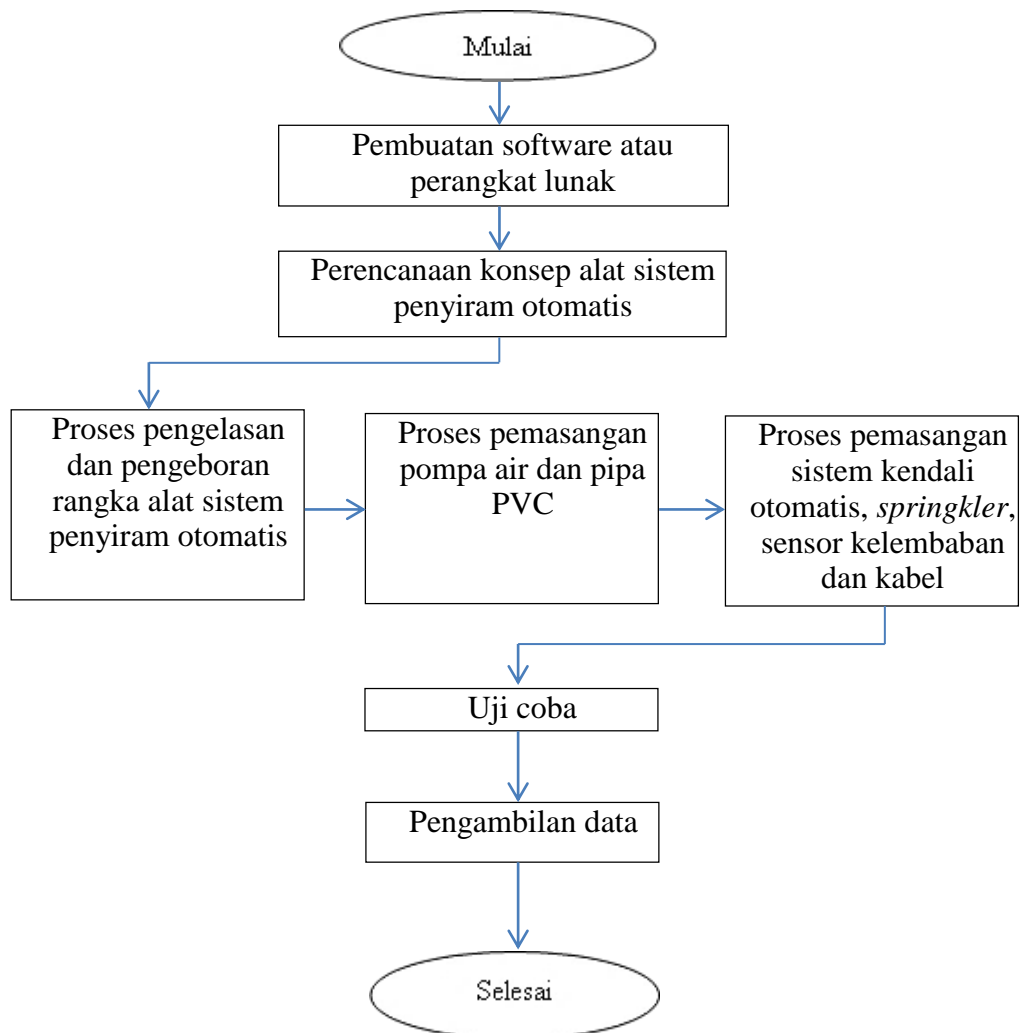 Mulai
Pembuatan software atau
perangkat lunak
Perencanaan konsep alat sistem
penyiram otomatis
Proses pengelasan
dan pengeboran
rangka alat sistem
penyiram otomatis
Proses pemasangan
pompa air dan pipa
PVC
Proses pemasangan
sistem kendali
otomatis, springkler,
sensor kelembaban
dan kabel
Uji coba
Pengambilan data
Selesai